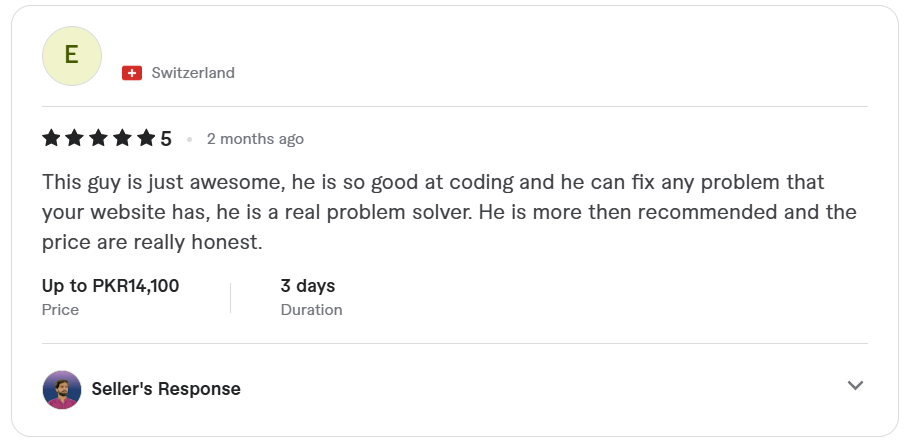 E
Switzerland
5 • 2 months ago
This guy is just awesome, he is so good at coding and he can fix any problem that
your website has, he is a real problem solver. He is more then recommended and the
price are really honest.
Up to PKR14,100
Price
3 days
Duration
Seller's Response